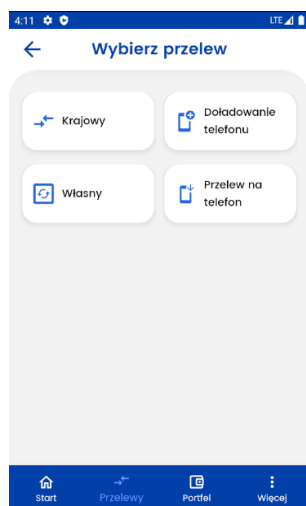 4:11 LTE
Wybierz przelew
Krajowy
Doładowanie
telefonu
Własny
Przelew na
telefon
Start Przelewy Portfel Więcej